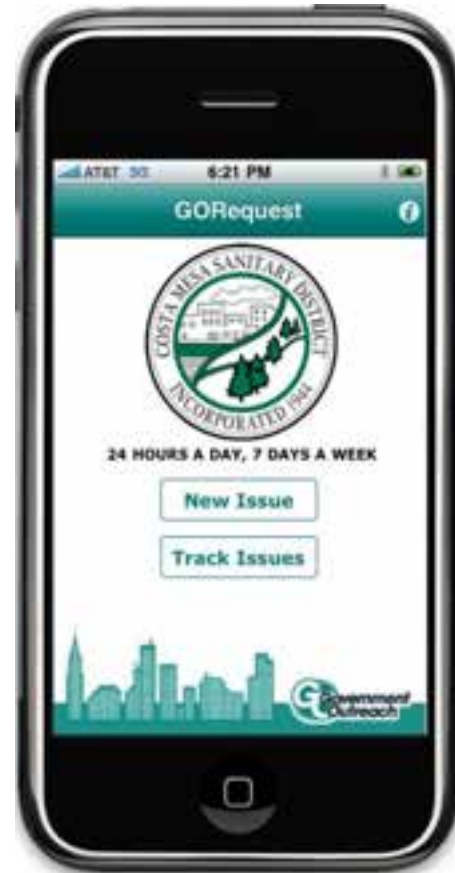 AT&T 3G 6:21 PM
GORequest
i
COSTA MESA SANITARY DISTRICT
INCORPORATED 1944
24 HOURS A DAY, 7 DAYS A WEEK
New Issue
Track Issues
Government
Outreach